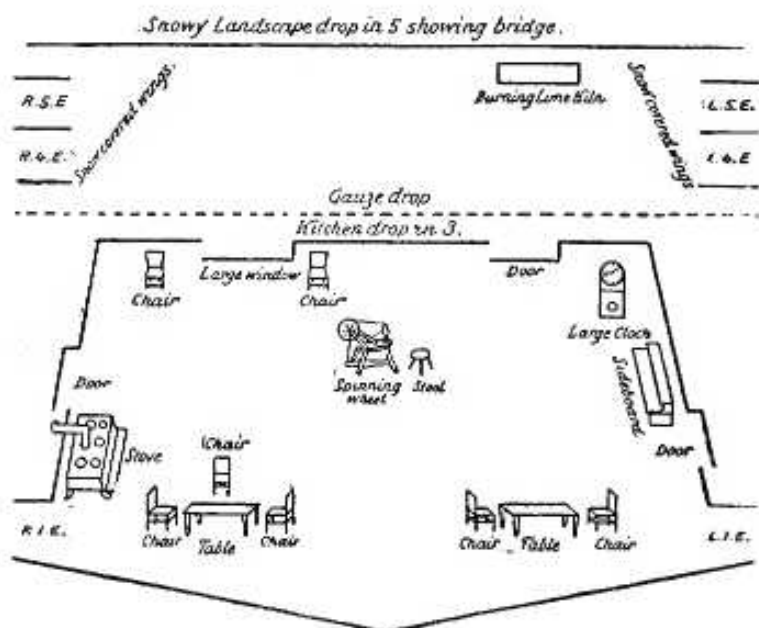 Snowy Landscape drop in 5 showing bridge.
R.5.E
Snow covered wings.
Burning Lime Kiln
Snow covered wings
L.5.E.
R.4.E.
L.4.E
Gauze drop
Kitchen drop in 3.
Chair
Large window
Chair
Door
Large Clock
Spinning wheel
Stool
Sideboard
Door
Stove
Chair
Door
R.1.E.
Chair
Table
Chair
Chair
Table
Chair
L.1.E.